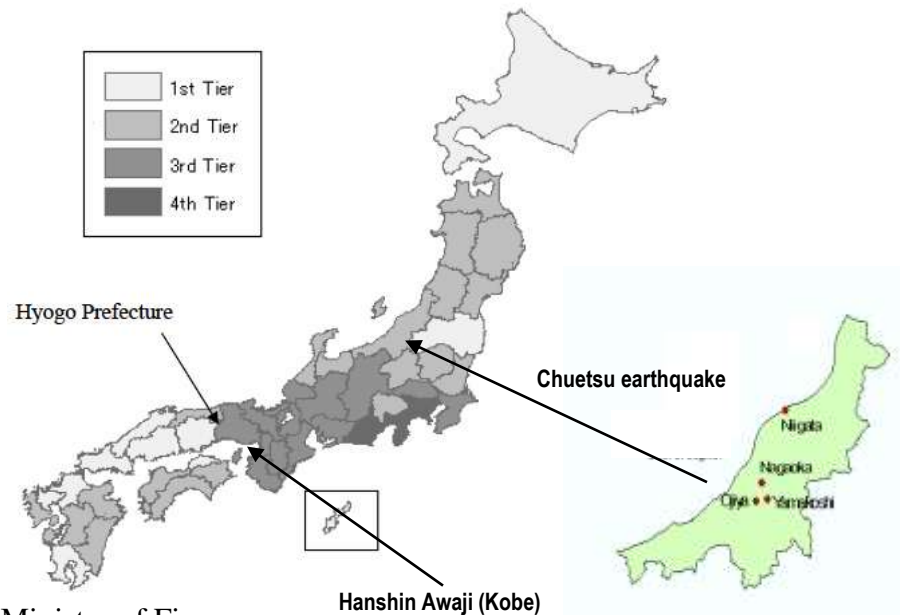 1st Tier
2nd Tier
3rd Tier
4th Tier
Hyogo Prefecture
Chuetsu earthquake
Niigata
Nagaoka
Ojiya
Yamakoshi
Hanshin Awaji (Kobe)
Ministry of Fi